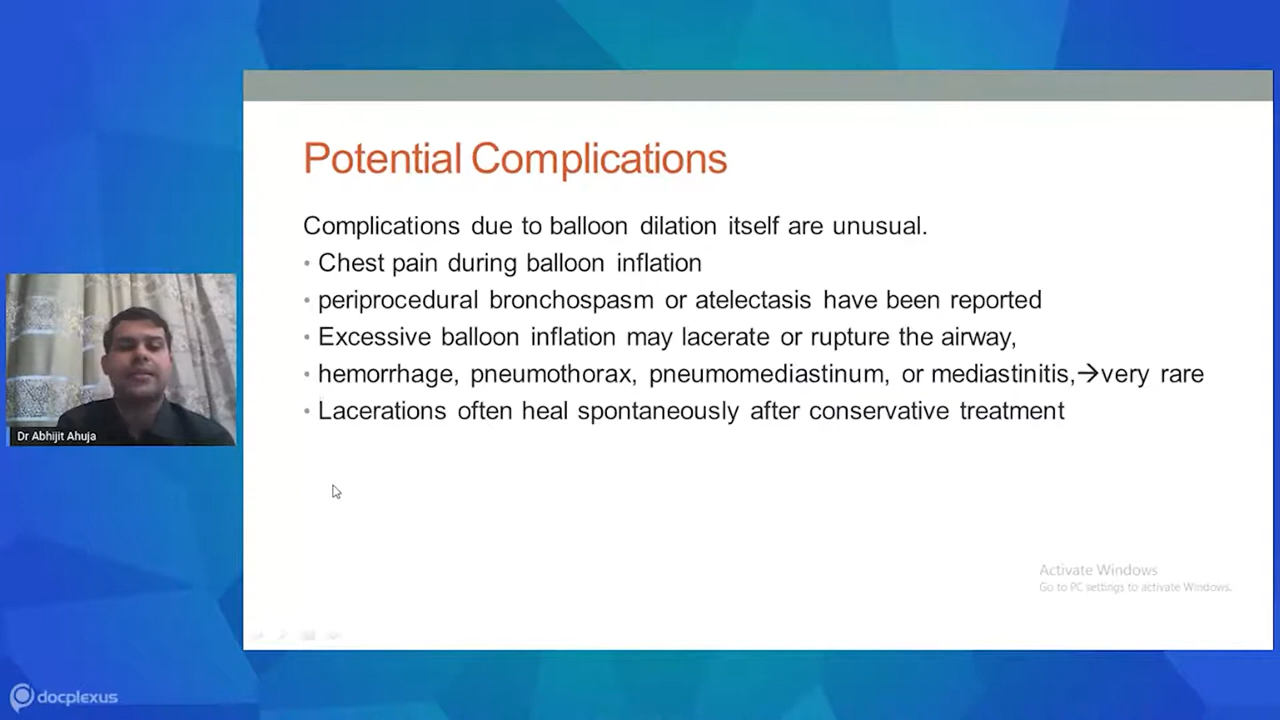 Potential Complications
Complications due to balloon dilation itself are unusual.
• Chest pain during balloon inflation
• periprocedural bronchospasm or atelectasis have been reported
• Excessive balloon inflation may lacerate or rupture the airway,
• hemorrhage, pneumothorax, pneumomediastinum, or mediastinitis,→very rare
• Lacerations often heal spontaneously after conservative treatment
Dr Abhijit Ahuja
Activate Windows
Go to PC settings to activate Windows.
docplexus